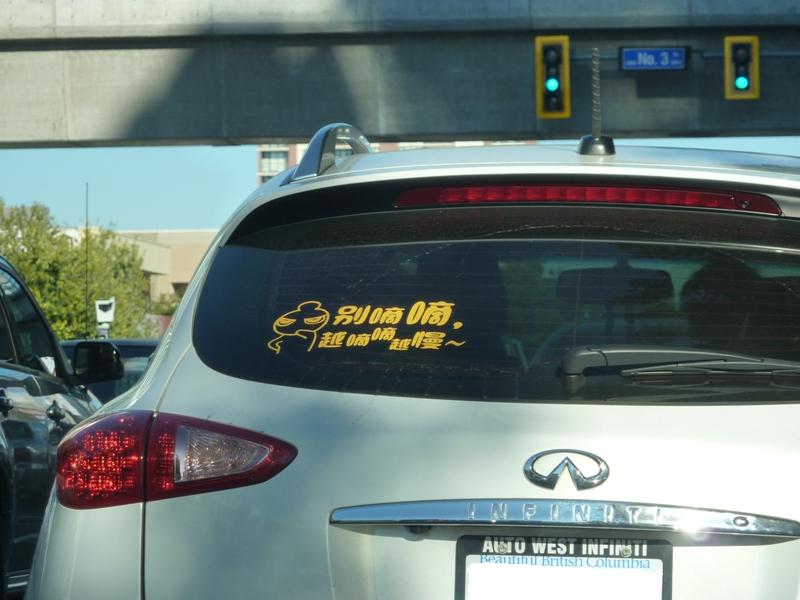 No. 3
别嘀嘀,
越嘀嘀越慢~
INFINITI
AUTO WEST INFINITI
Beautiful British Columbia